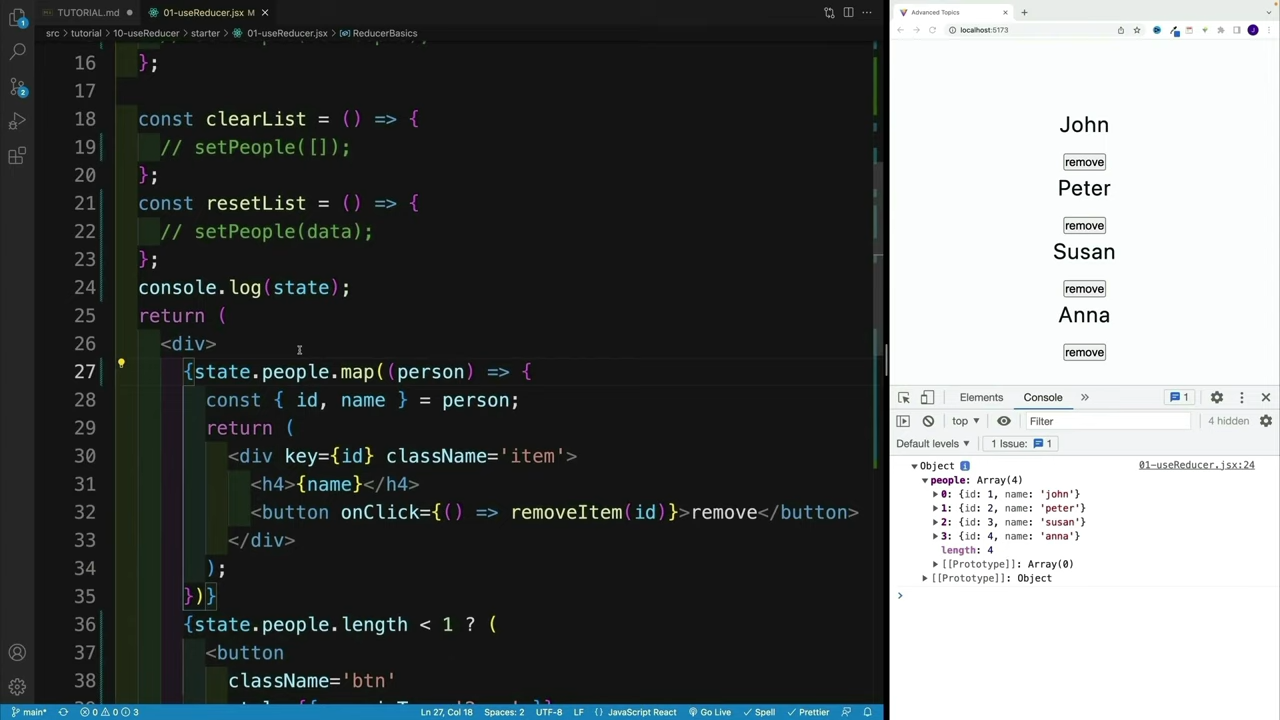 TUTORIAL.md
01-useReducer.jsx M
src > tutorial > 10-useReducer > starter > 01-useReducer.jsx > ReducerBasics
16 };
17
18 const clearList = () => {
19 // setPeople([]);
20 };
21 const resetList = () => {
22 // setPeople(data);
23 };
24 console.log(state);
25 return (
26 <div>
27 {state.people.map((person) => {
28 const { id, name } = person;
29 return (
30 <div key={id} className='item'>
31 <h4>{name}</h4>
32 <button onClick={() => removeItem(id)}>remove</button>
33 </div>
34 );
35 })}
36 {state.people.length < 1 ? (
37 <button
38 className='btn'
main* 0 0 3 Ln 27, Col 18 Spaces: 2 UTF-8 LF JavaScript React Go Live Spell Prettier
Advanced Topics
localhost:5173
John
remove
Peter
remove
Susan
remove
Anna
remove
Elements Console » 1
top Filter 4 hidden
Default levels 1 Issue: 1
Object 01-useReducer.jsx:24
people: Array(4)
0: {id: 1, name: 'john'}
1: {id: 2, name: 'peter'}
2: {id: 3, name: 'susan'}
3: {id: 4, name: 'anna'}
length: 4
[[Prototype]]: Array(0)
[[Prototype]]: Object